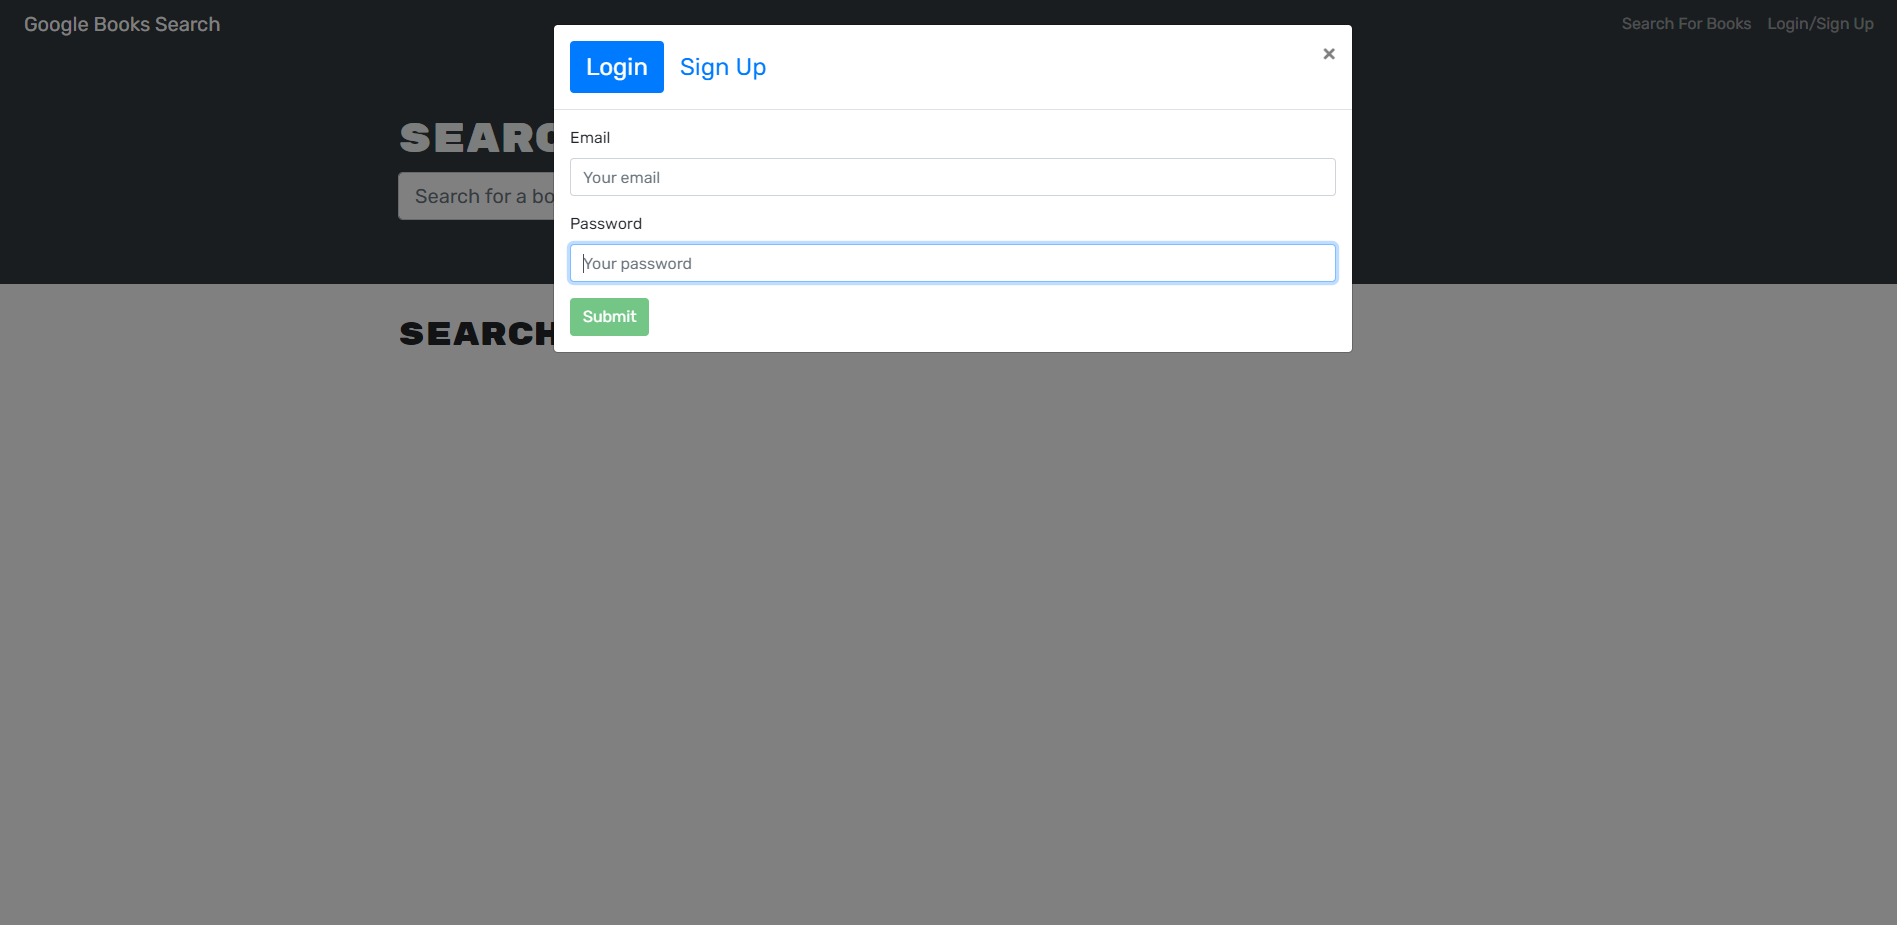 Google Books Search
Search For Books
Login/Sign Up
Login
Sign Up
×
Email
Your email
Password
Your password
Submit
Search for a bo
SEARCH